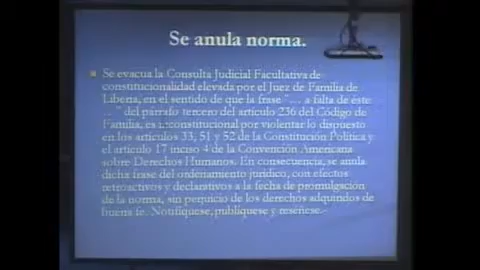 Se anula norma.
Se evacua la Consulta Judicial Facultativa de
constitucionalidad elevada por el Juez de Familia de
Liberia, en el sentido de que la frase "… a falta de éste
… " del párrafo tercero del artículo 236 del Código de
Familia, es inconstitucional por violentar lo dispuesto
en los artículos 33, 51 y 52 de la Constitución Política y
el artículo 17 inciso 4 de la Convención Americana
sobre Derechos Humanos. En consecuencia, se anula
dicha frase del ordenamiento jurídico, con efectos
retroactivos y declarativos a la fecha de promulgación
de la norma, sin perjuicio de los derechos adquiridos de
buena fe. Notifíquese, publíquese y reséñese.-